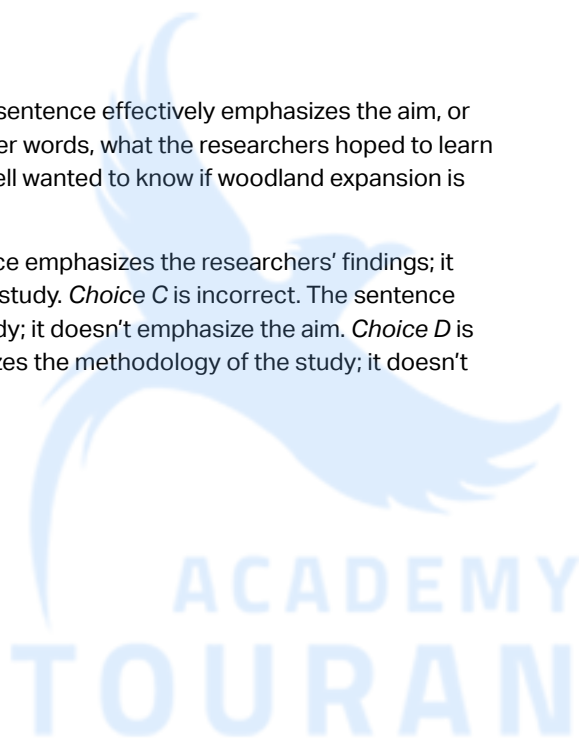 sentence effectively emphasizes the aim, or
er words, what the researchers hoped to learn
ell wanted to know if woodland expansion is
ce emphasizes the researchers’ findings; it
study. Choice C is incorrect. The sentence
dy; it doesn’t emphasize the aim. Choice D is
zes the methodology of the study; it doesn’t
ACADEMY
TOURAN